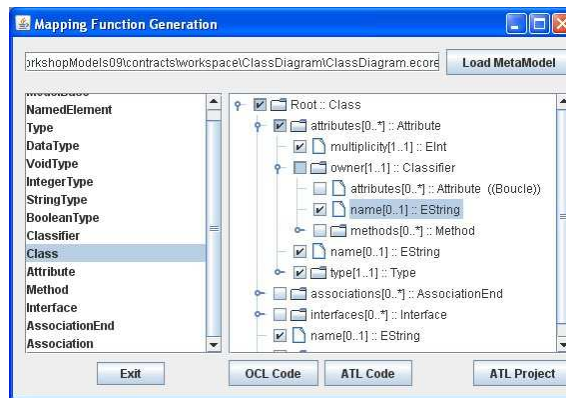 Mapping Function Generation
orkshopModels09\contracts\workspace\ClassDiagram\ClassDiagram.ecore
Load MetaModel
ModelBase
NamedElement
Type
DataType
VoidType
IntegerType
StringType
BooleanType
Classifier
Class
Attribute
Method
Interface
AssociationEnd
Association
Root :: Class
attributes[0..*] :: Attribute
multiplicity[1..1] :: EInt
owner[1..1] :: Classifier
attributes[0..*] :: Attribute ((Boucle))
name[0..1] :: EString
methods[0..*] :: Method
name[0..1] :: EString
type[1..1] :: Type
associations[0..*] :: AssociationEnd
interfaces[0..*] :: Interface
name[0..1] :: EString
Exit
OCL Code
ATL Code
ATL Project